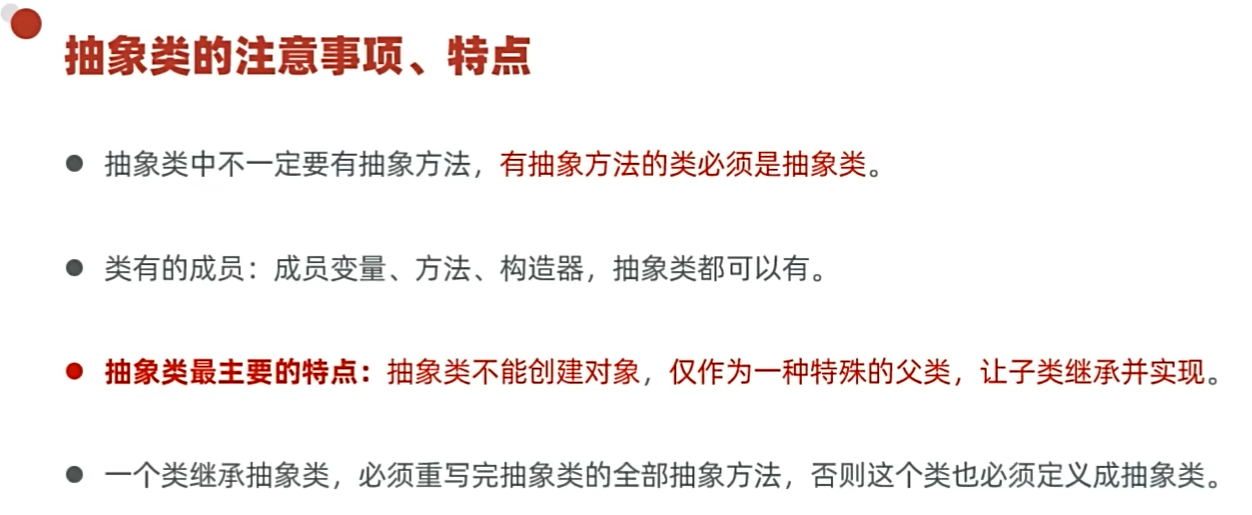 抽象类的注意事项、特点
抽象类中不一定要有抽象方法，有抽象方法的类必须是抽象类。
类有的成员：成员变量、方法、构造器，抽象类都可以有。
抽象类最主要的特点：抽象类不能创建对象，仅作为一种特殊的父类，让子类继承并实现。
一个类继承抽象类，必须重写完抽象类的全部抽象方法，否则这个类也必须定义成抽象类。